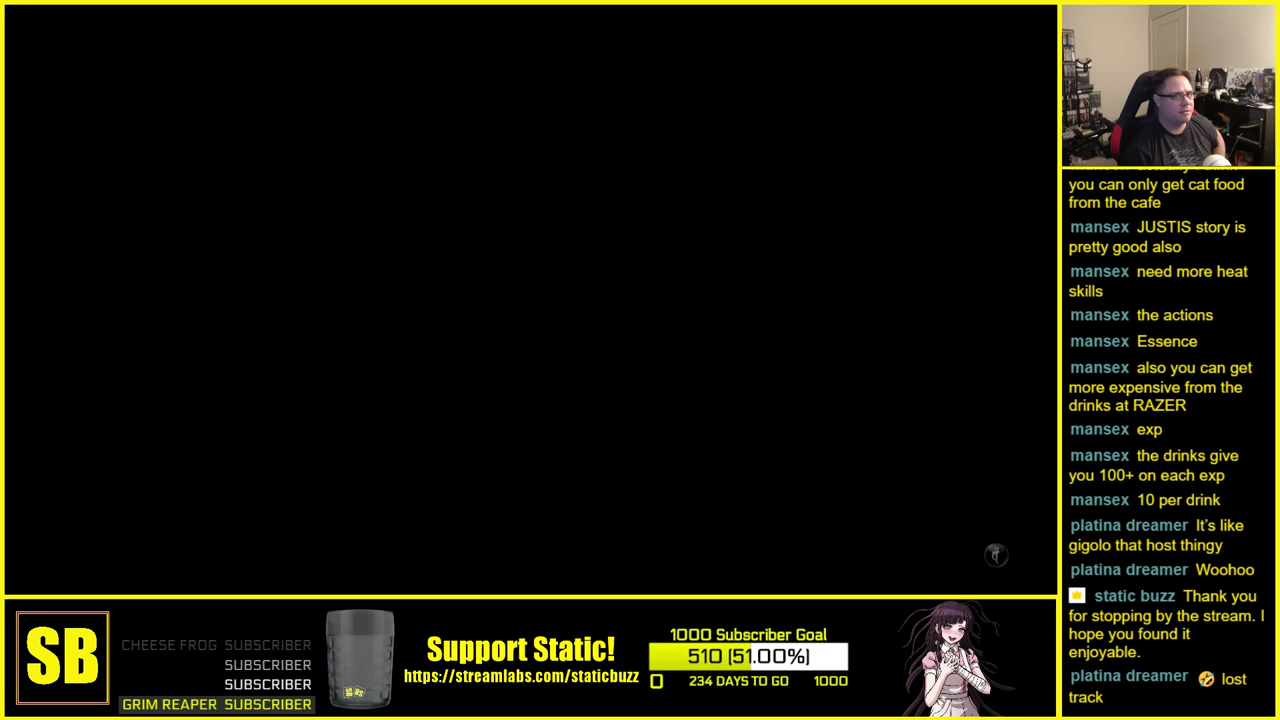 you can only get cat food
from the cafe
mansex JUSTIS story is
pretty good also
mansex need more heat
skills
mansex the actions
mansex Essence
mansex also you can get
more expensive from the
drinks at RAZER
mansex exp
mansex the drinks give
you 100+ on each exp
mansex 10 per drink
platina dreamer It's like
gigolo that host thingy
platina dreamer Woohoo
static buzz Thank you
for stopping by the stream. I
hope you found it
enjoyable.
platina dreamer 🤣 lost
track
SB
CHEESE FROG SUBSCRIBER
SUBSCRIBER
SUBSCRIBER
GRIM REAPER SUBSCRIBER
Support Static!
https://streamlabs.com/staticbuzz
1000 Subscriber Goal
510 (51.00%)
0 234 DAYS TO GO 1000